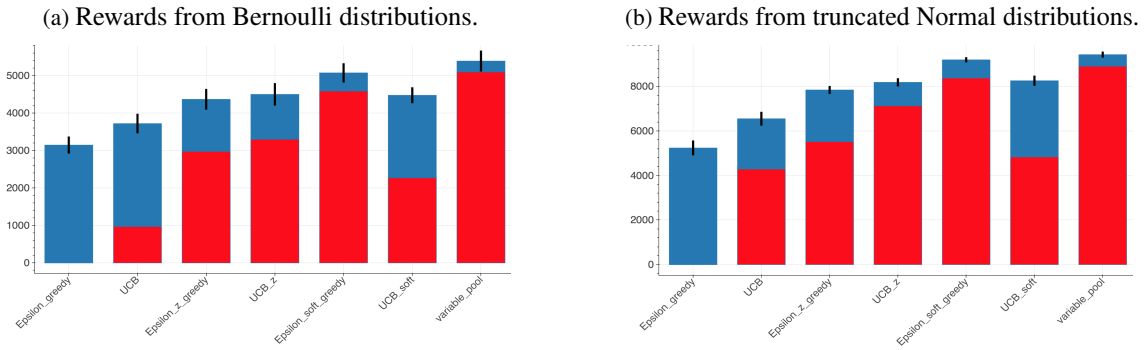 (a) Rewards from Bernoulli distributions.
5000
4000
3000
2000
1000
0
Epsilon_greedy
UCB
Epsilon_z_greedy
UCB_z
Epsilon_soft_greedy
UCB_soft
variable_pool
(b) Rewards from truncated Normal distributions.
8000
6000
4000
2000
0
Epsilon_greedy
UCB
Epsilon_z_greedy
UCB_z
Epsilon_soft_greedy
UCB_soft
variable_pool